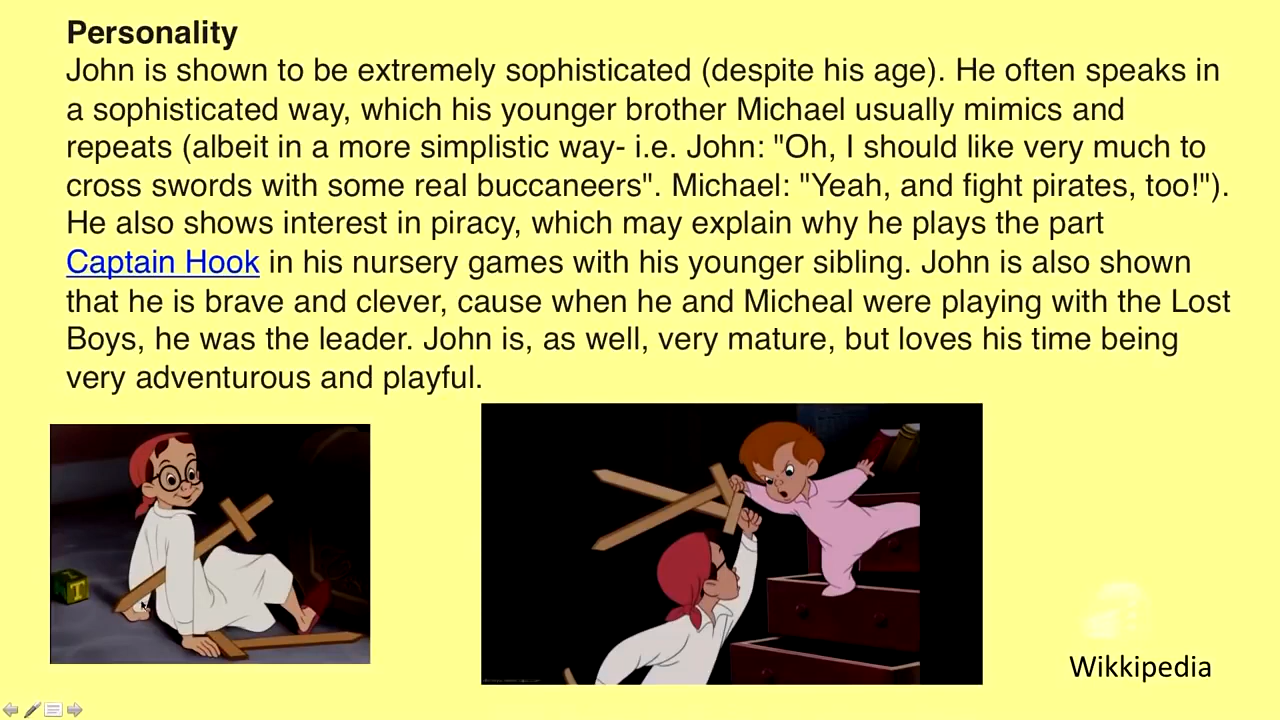 Personality
John is shown to be extremely sophisticated (despite his age). He often speaks in
a sophisticated way, which his younger brother Michael usually mimics and
repeats (albeit in a more simplistic way- i.e. John: "Oh, I should like very much to
cross swords with some real buccaneers". Michael: "Yeah, and fight pirates, too!").
He also shows interest in piracy, which may explain why he plays the part
Captain Hook in his nursery games with his younger sibling. John is also shown
that he is brave and clever, cause when he and Micheal were playing with the Lost
Boys, he was the leader. John is, as well, very mature, but loves his time being
very adventurous and playful.
T
Wikkipedia